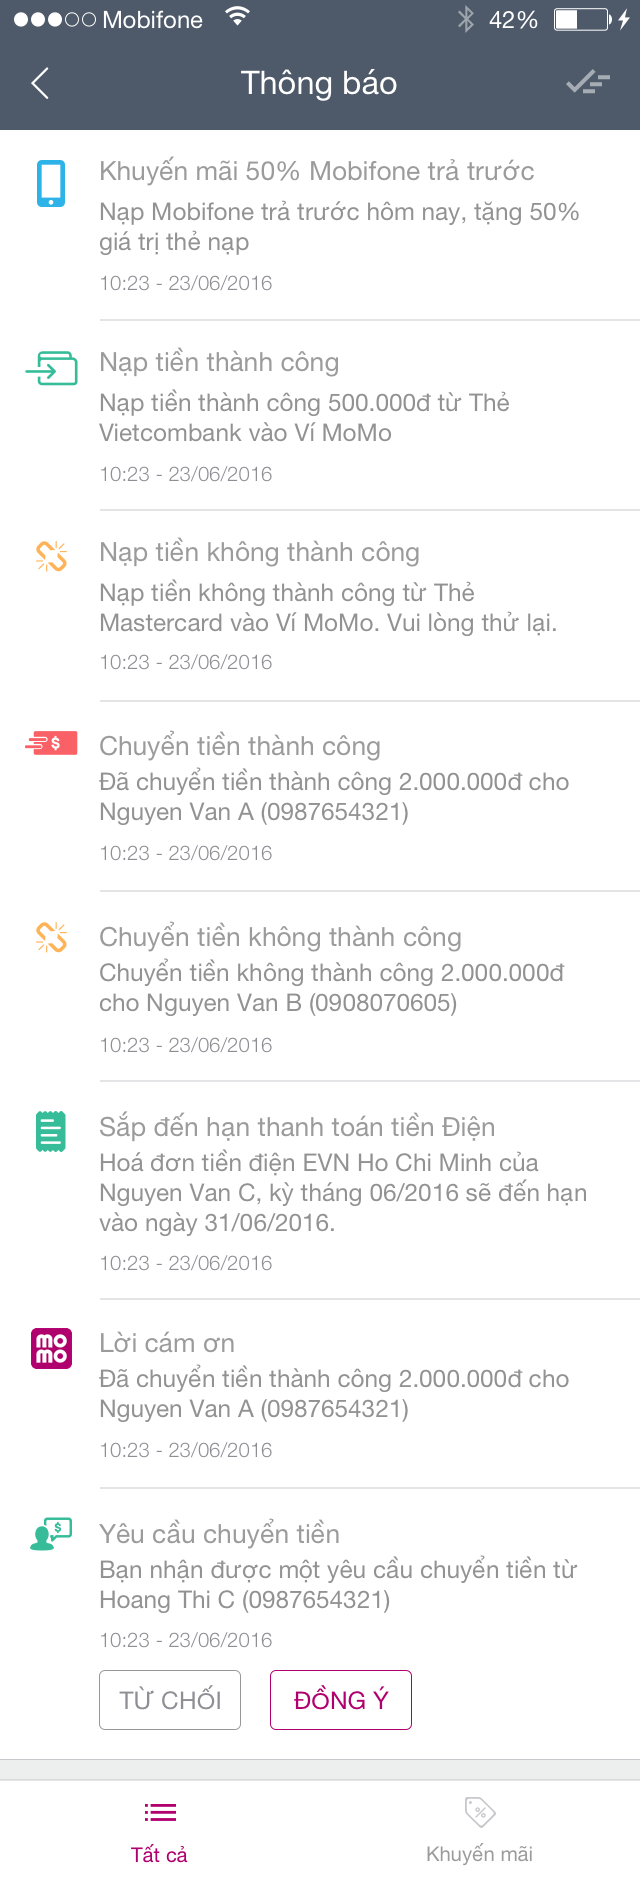 Mobifone 42%
Thông báo
Khuyến mãi 50% Mobifone trả trước
Nạp Mobifone trả trước hôm nay, tặng 50%
giá trị thẻ nạp
10:23 - 23/06/2016
Nạp tiền thành công
Nạp tiền thành công 500.000đ từ Thẻ
Vietcombank vào Ví MoMo
10:23 - 23/06/2016
Nạp tiền không thành công
Nạp tiền không thành công từ Thẻ
Mastercard vào Ví MoMo. Vui lòng thử lại.
10:23 - 23/06/2016
$
Chuyển tiền thành công
Đã chuyển tiền thành công 2.000.000đ cho
Nguyen Van A (0987654321)
10:23 - 23/06/2016
Chuyển tiền không thành công
Chuyển tiền không thành công 2.000.000đ
cho Nguyen Van B (0908070605)
10:23 - 23/06/2016
Sắp đến hạn thanh toán tiền Điện
Hoá đơn tiền điện EVN Ho Chi Minh của
Nguyen Van C, kỳ tháng 06/2016 sẽ đến hạn
vào ngày 31/06/2016.
10:23 - 23/06/2016
mo
mo
Lời cám ơn
Đã chuyển tiền thành công 2.000.000đ cho
Nguyen Van A (0987654321)
10:23 - 23/06/2016
$
Yêu cầu chuyển tiền
Bạn nhận được một yêu cầu chuyển tiền từ
Hoang Thi C (0987654321)
10:23 - 23/06/2016
TỪ CHỐI ĐỒNG Ý
%
Tất cả Khuyến mãi